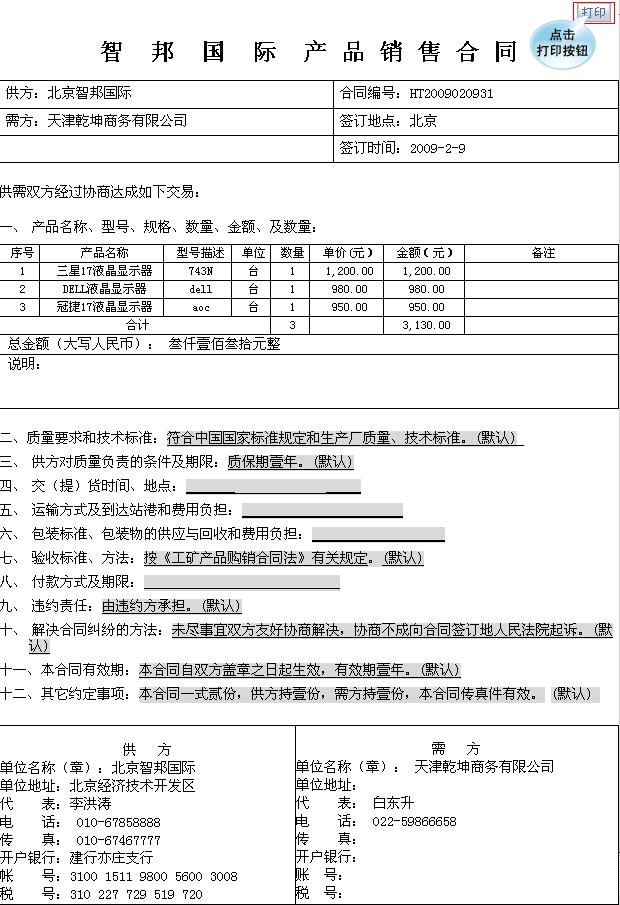 打印
点击
打印按钮
智 邦 国 际 产 品 销 售 合 同
供方：北京智邦国际 合同编号：HT2009020931
需方：天津乾坤商务有限公司 签订地点：北京
签订时间：2009-2-9
供需双方经过协商达成如下交易：
一、 产品名称、型号、规格、数量、金额、及数量：
序号 产品名称 型号描述 单位 数量 单价(元) 金额(元) 备注
1 三星17液晶显示器 743N 台 1 1,200.00 1,200.00
2 DELL液晶显示器 dell 台 1 980.00 980.00
3 冠捷17液晶显示器 aoc 台 1 950.00 950.00
合计 3 3,130.00
总金额（大写人民币）： 叁仟壹佰叁拾元整
说明：
二、质量要求和技术标准：符合中国国家标准规定和生产厂质量、技术标准。(默认)
三、 供方对质量负责的条件及期限：质保期壹年。(默认)
四、 交（提）货时间、地点：
五、 运输方式及到达站港和费用负担：
六、 包装标准、包装物的供应与回收和费用负担：
七、 验收标准、方法：按《工矿产品购销合同法》有关规定。(默认)
八、 付款方式及期限：
九、 违约责任：由违约方承担。(默认)
十、 解决合同纠纷的方法：未尽事宜双方友好协商解决，协商不成向合同签订地人民法院起诉。(默
认)
十一、本合同有效期：本合同自双方盖章之日起生效，有效期壹年。(默认)
十二、其它约定事项：本合同一式贰份，供方持壹份，需方持壹份，本合同传真件有效。 (默认)
供 方 需 方
单位名称（章）：北京智邦国际 单位名称（章）： 天津乾坤商务有限公司
单位地址：北京经济技术开发区 单位地址：
代 表：李洪涛 代 表： 白东升
电 话： 010-67858888 电 话： 022-59866658
传 真： 010-67467777 传 真：
开户银行：建行亦庄支行 开户银行：
帐 号：3100 1511 9800 5600 3008 账 号：
税 号：310 227 729 519 720 税 号：